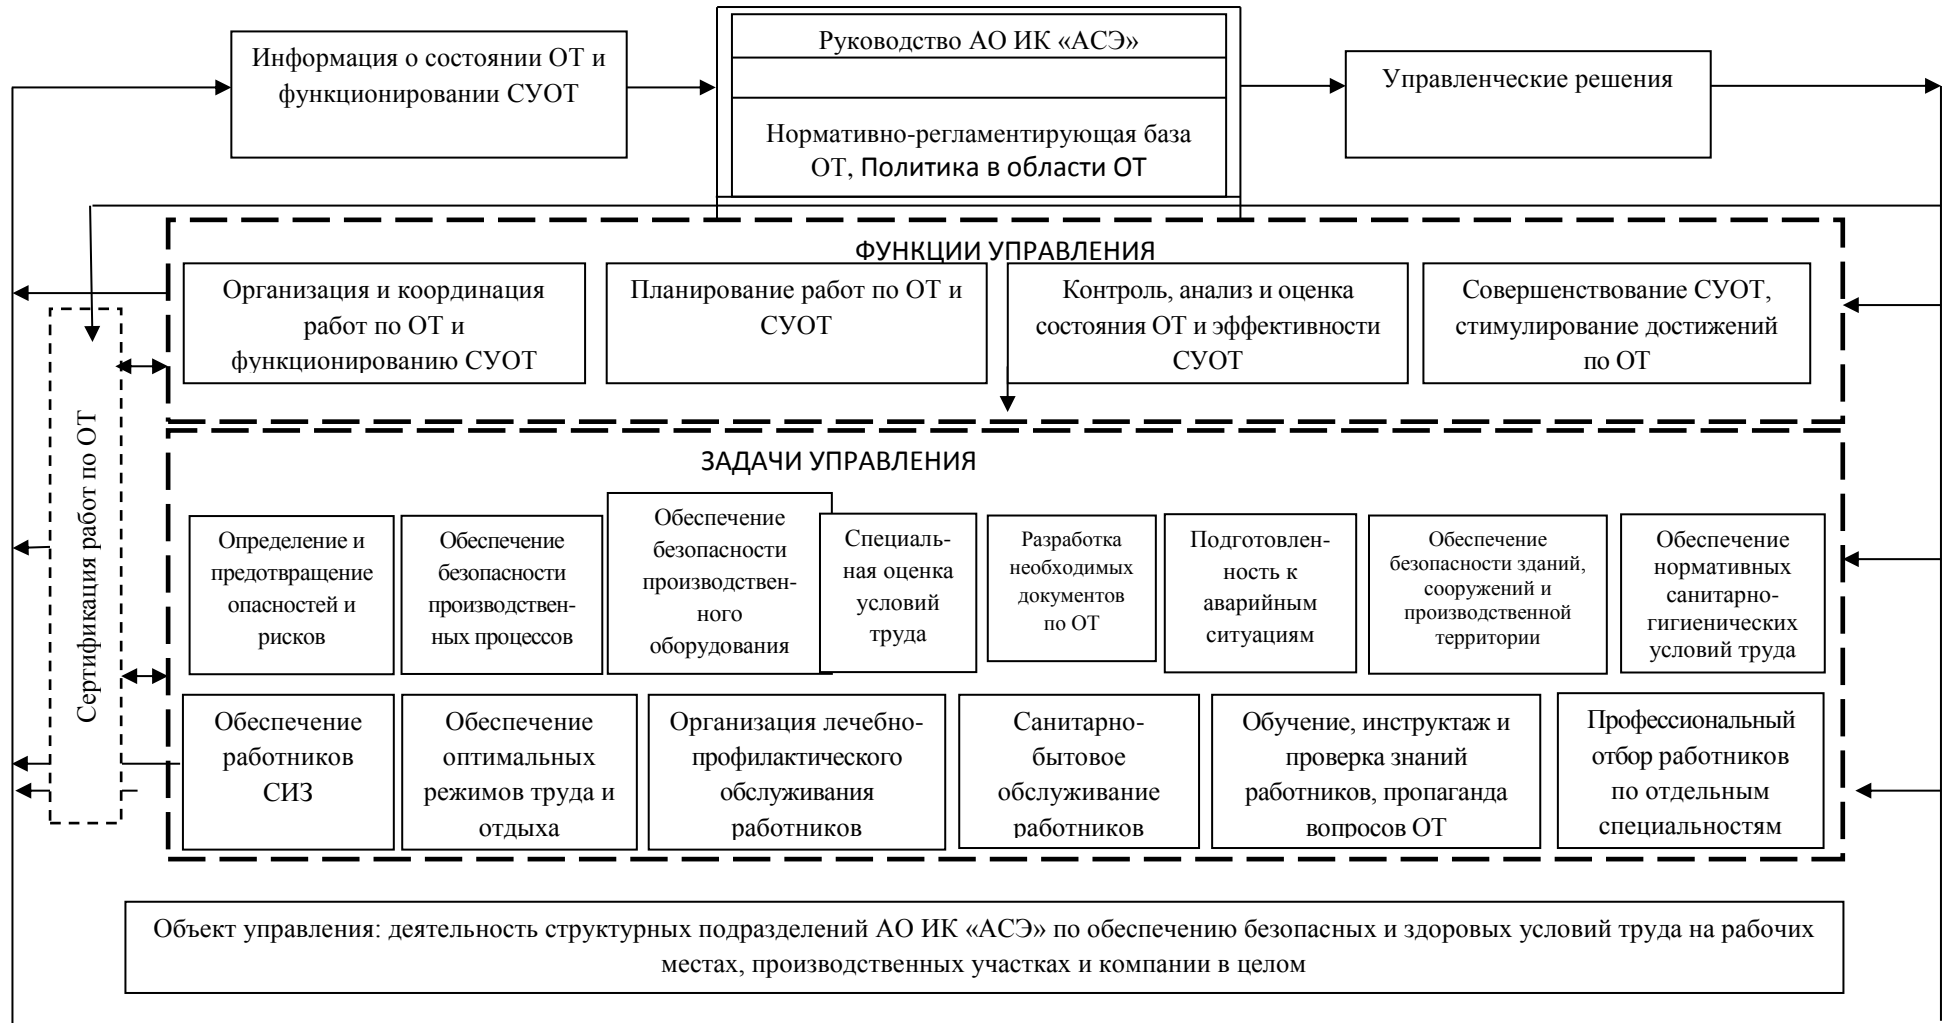 Информация о состоянии ОТ и
функционировании СУОТ
Руководство АО ИК «АСЭ»
Нормативно-регламентирующая база
ОТ, Политика в области ОТ
Управленческие решения
ФУНКЦИИ УПРАВЛЕНИЯ
Организация и координация
работ по ОТ и
функционированию СУОТ
Планирование работ по ОТ и
СУОТ
Контроль, анализ и оценка
состояния ОТ и эффективности
СУОТ
Совершенствование СУОТ,
стимулирование достижений
по ОТ
Сертификация работ по ОТ
ЗАДАЧИ УПРАВЛЕНИЯ
Определение и
предотвращение
опасностей и
рисков
Обеспечение
безопасности
производствен-
ных процессов
Обеспечение
безопасности
производствен-
ного
оборудования
Специаль-
ная оценка
условий
труда
Разработка
необходимых
документов
по ОТ
Подготовлен-
ность к
аварийным
ситуациям
Обеспечение
безопасности зданий,
сооружений и
производственной
территории
Обеспечение
нормативных
санитарно-
гигиенических
условий труда
Обеспечение
работников
СИЗ
Обеспечение
оптимальных
режимов труда и
отдыха
Организация лечебно-
профилактического
обслуживания
работников
Санитарно-
бытовое
обслуживание
работников
Обучение, инструктаж и
проверка знаний
работников, пропаганда
вопросов ОТ
Профессиональный
отбор работников
по отдельным
специальностям
Объект управления: деятельность структурных подразделений АО ИК «АСЭ» по обеспечению безопасных и здоровых условий труда на рабочих
местах, производственных участках и компании в целом